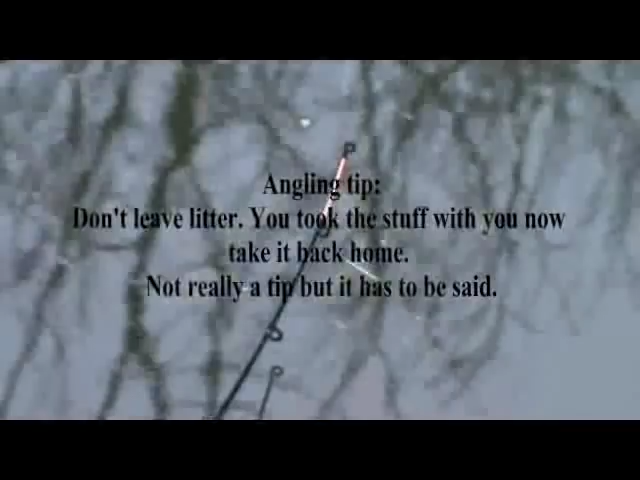 Angling tip:
Don't leave litter. You took the stuff with you now
take it back home.
Not really a tip but it has to be said.